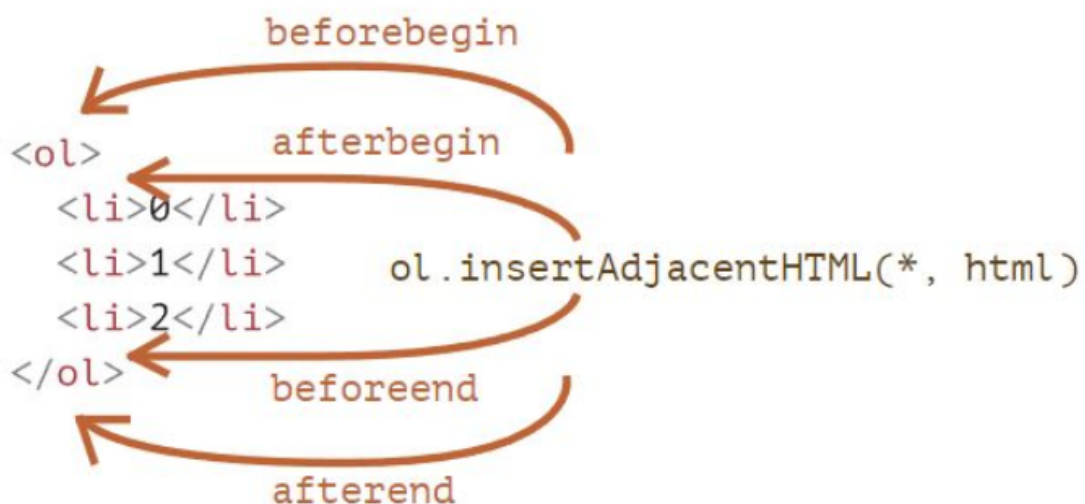 beforebegin
afterbegin
<ol>
<li>0</li>
<li>1</li>
ol.insertAdjacentHTML(*, html)
<li>2</li>
</ol>
beforeend
afterend